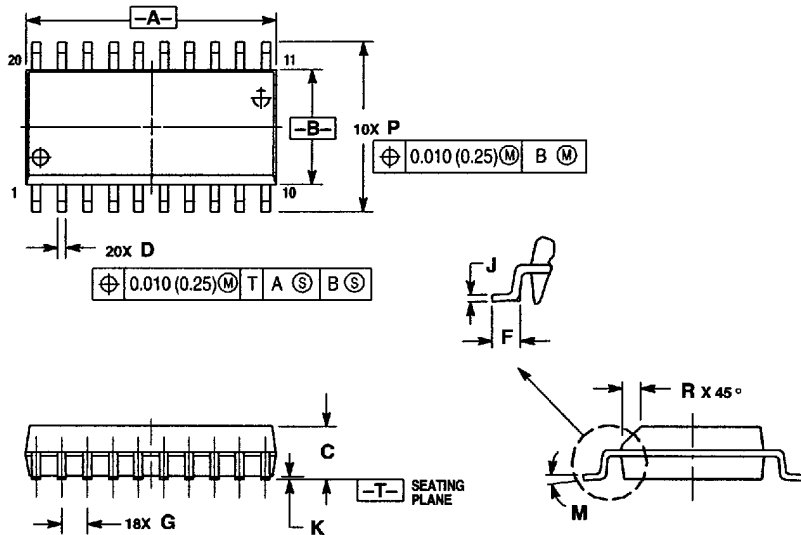 –A–
20 11
–B–
10X P
⌖ 0.010 (0.25) Ⓜ B Ⓜ
1 10
20X D
⌖ 0.010 (0.25) Ⓜ T A Ⓢ B Ⓢ
J
F
R X 45°
C
–T– SEATING
PLANE
18X G
K
M